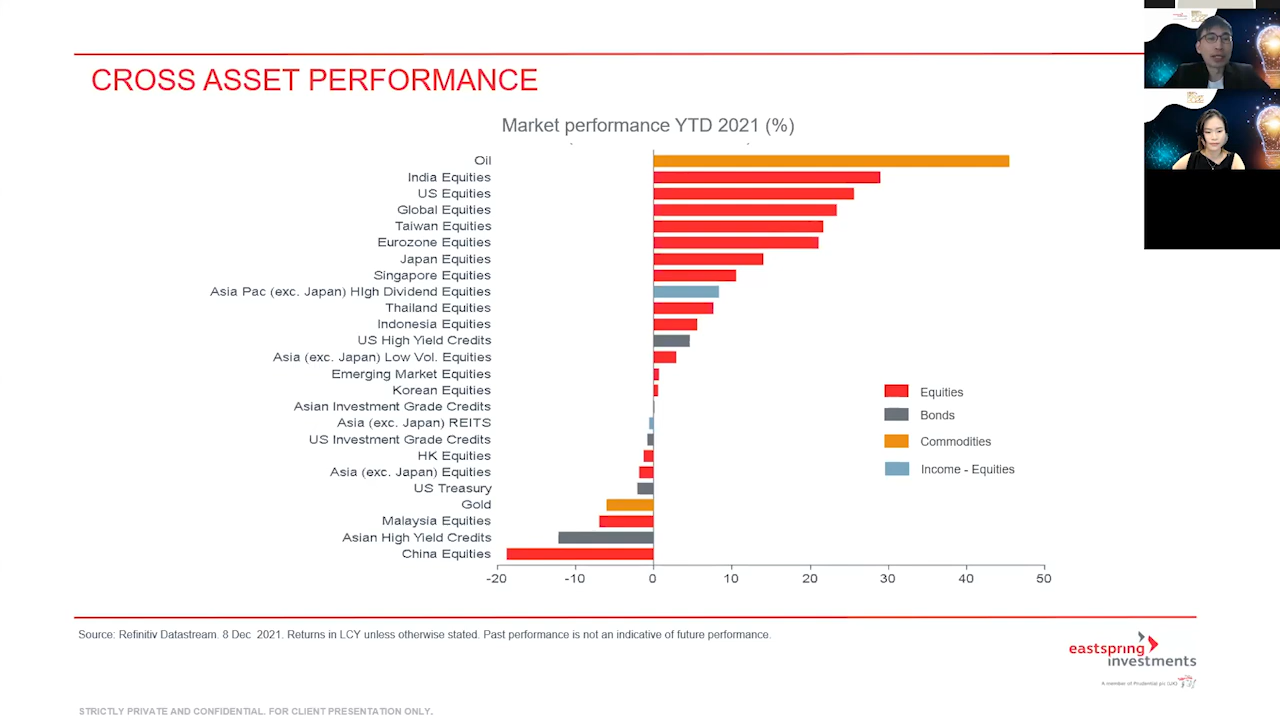 CROSS ASSET PERFORMANCE
Market performance YTD 2021 (%)
Oil
India Equities
US Equities
Global Equities
Taiwan Equities
Eurozone Equities
Japan Equities
Singapore Equities
Asia Pac (exc. Japan) HIgh Dividend Equities
Thailand Equities
Indonesia Equities
US High Yield Credits
Asia (exc. Japan) Low Vol. Equities
Emerging Market Equities
Korean Equities
Asian Investment Grade Credits
Asia (exc. Japan) REITS
US Investment Grade Credits
HK Equities
Asia (exc. Japan) Equities
US Treasury
Gold
Malaysia Equities
Asian High Yield Credits
China Equities
-20 -10 0 10 20 30 40 50
Equities
Bonds
Commodities
Income - Equities
Source: Refinitiv Datastream. 8 Dec 2021. Returns in LCY unless otherwise stated. Past performance is not an indicative of future performance.
eastspring
investments
A member of Prudential plc (UK)
STRICTLY PRIVATE AND CONFIDENTIAL. FOR CLIENT PRESENTATION ONLY.